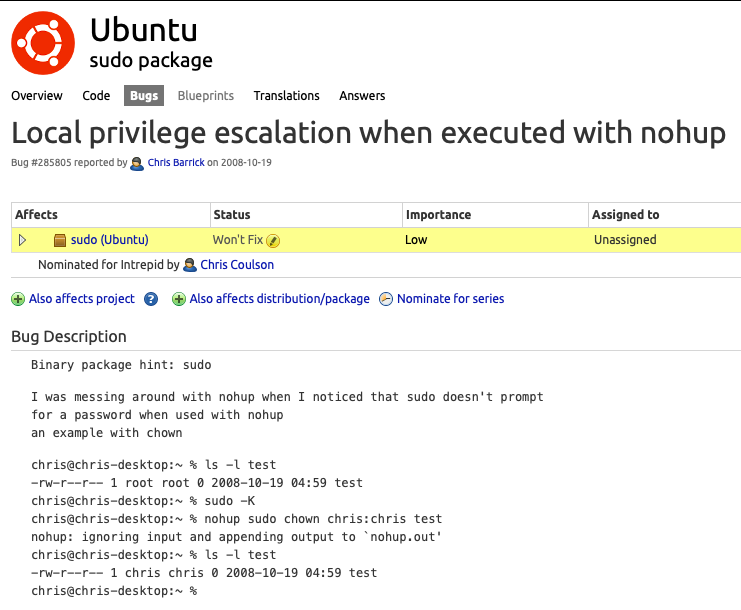 Ubuntu
sudo package
Overview Code Bugs Blueprints Translations Answers
Local privilege escalation when executed with nohup
Bug #285805 reported by Chris Barrick on 2008-10-19
Affects Status Importance Assigned to
sudo (Ubuntu) Won't Fix Low Unassigned
Nominated for Intrepid by Chris Coulson
Also affects project ? Also affects distribution/package Nominate for series
Bug Description
Binary package hint: sudo
I was messing around with nohup when I noticed that sudo doesn't prompt
for a password when used with nohup
an example with chown
chris@chris-desktop:~ % ls -l test
-rw-r--r-- 1 root root 0 2008-10-19 04:59 test
chris@chris-desktop:~ % sudo -K
chris@chris-desktop:~ % nohup sudo chown chris:chris test
nohup: ignoring input and appending output to `nohup.out'
chris@chris-desktop:~ % ls -l test
-rw-r--r-- 1 chris chris 0 2008-10-19 04:59 test
chris@chris-desktop:~ %